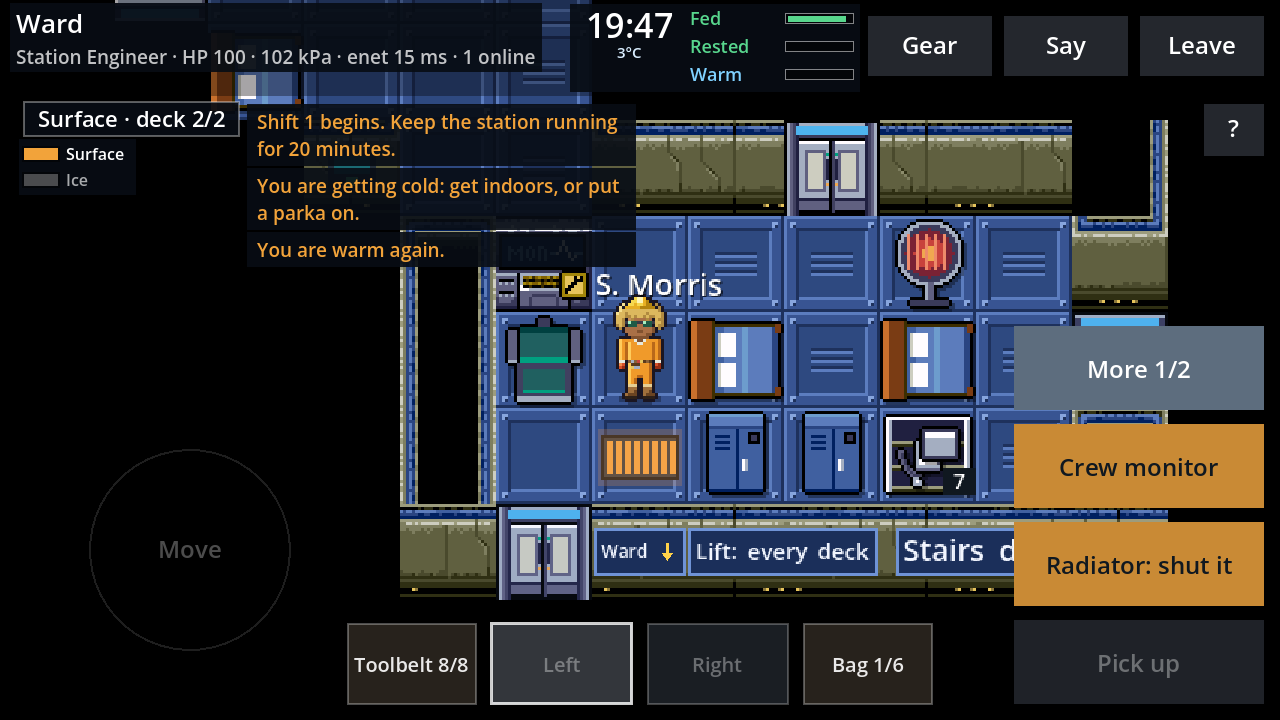 Ward
Station Engineer · HP 100 · 102 kPa · enet 15 ms · 1 online
19:47
3°C
Fed
Rested
Warm
Gear
Say
Leave
Surface · deck 2/2
Surface
Ice
Shift 1 begins. Keep the station running
for 20 minutes.
You are getting cold: get indoors, or put
a parka on.
You are warm again.
?
MON
S. Morris
More 1/2
Crew monitor
7
Radiator: shut it
Ward ↓
Lift: every deck
Stairs d
Move
Toolbelt 8/8
Left
Right
Bag 1/6
Pick up